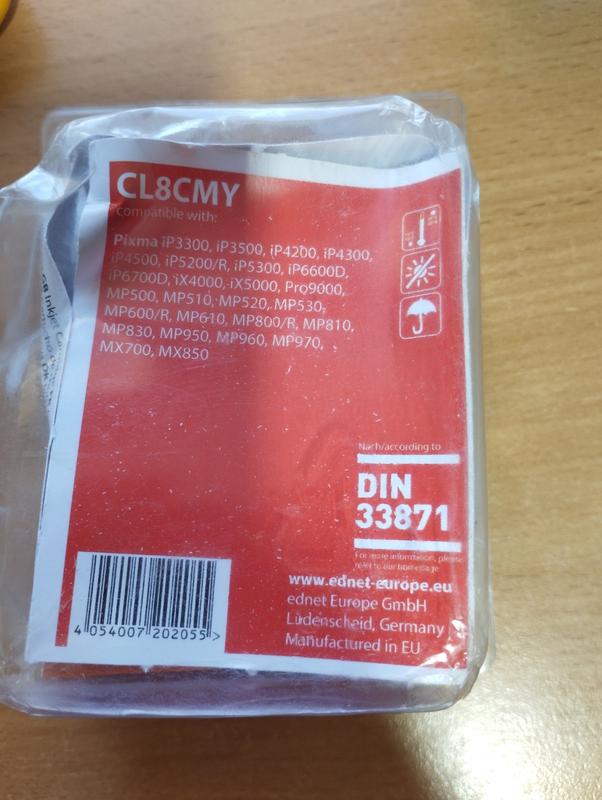 CL8CMY
compatible with:
Pixma iP3300, iP3500, iP4200, iP4300,
iP4500, iP5200/R, iP5300, iP6600D,
iP6700D, iX4000, iX5000, Pro9000,
MP500, MP510, MP520, MP530,
MP600/R, MP610, MP800/R, MP810,
MP830, MP950, MP960, MP970,
MX700, MX850
Nach/according to
DIN
33871
For more information, please
refer to our homepage
www.ednet-europe.eu
ednet Europe GmbH
Lüdenscheid, Germany
Manufactured in EU
4 054007 202055 >
GB Inkjet